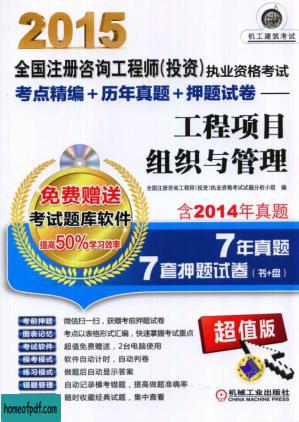 机工建筑考试
2015
全国注册咨询工程师(投资)执业资格考试
考点精编+历年真题+押题试卷
工程项目
组织与管理
全国注册咨询工程师(投资)执业资格考试试题分析小组 编
免费赠送
考试题库软件
提高50%学习效率
含2014年真题
7年真题
7套押题试卷(书+盘)
超值版
考前押题 微信扫一扫,获赠考前押题试卷
图表记忆 考点以表格形式汇编,快速掌握考试重点
考试软件 超值免费赠送,2台电脑使用
模考模式 软件自动计时,自动判卷
练习模式 做题后自动显示答案
错题管理 自动记录模考错题,提高做题准确率
随时收藏经典试题,集中查看
机械工业出版社
CHINA MACHINE PRESS
homeofpdf.com